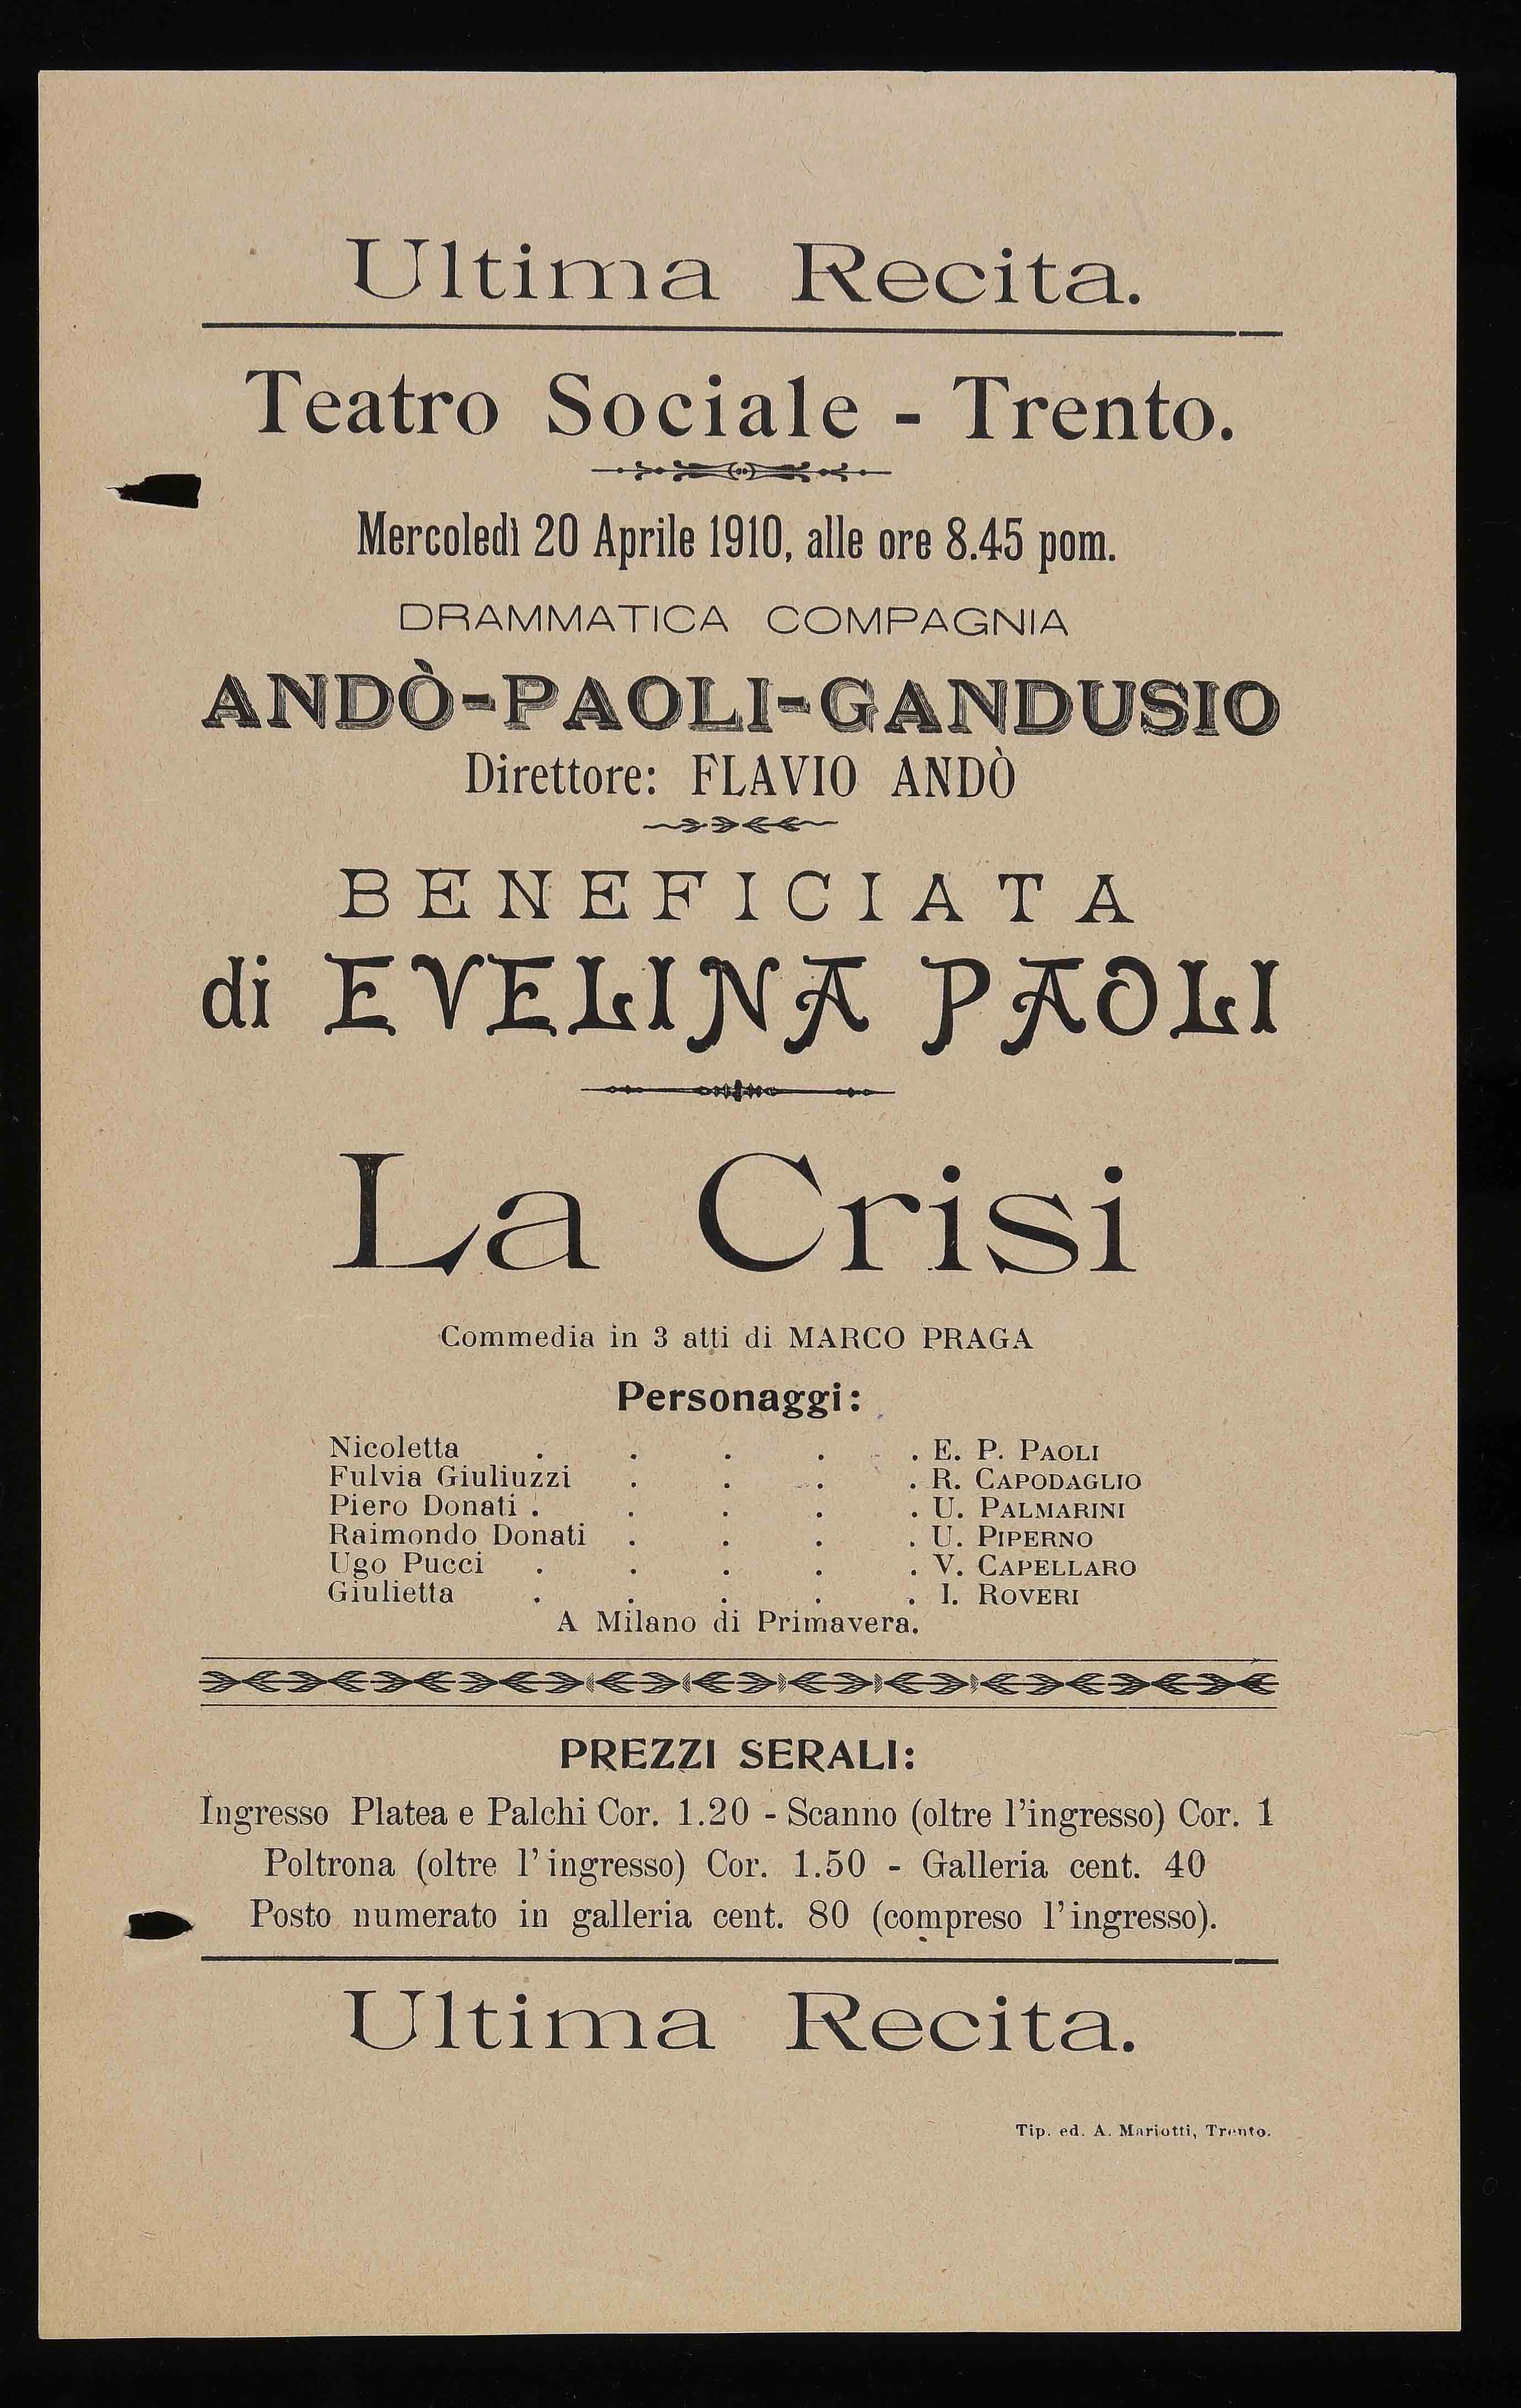 Ultima Recita.
Teatro Sociale - Trento.
Mercoledì 20 Aprile 1910, alle ore 8.45 pom.
DRAMMATICA COMPAGNIA
ANDÒ-PAOLI-GANDUSIO
Direttore: FLAVIO ANDÒ
BENEFICIATA
di EVELINA PAOLI
La Crisi
Commedia in 3 atti di MARCO PRAGA
Personaggi:
Nicoletta . . . . . E. P. PAOLI
Fulvia Giuliuzzi . . . . R. CAPODAGLIO
Piero Donati . . . . . U. PALMARINI
Raimondo Donati . . . . U. PIPERNO
Ugo Pucci . . . . . V. CAPELLARO
Giulietta . . . . . I. ROVERI
A Milano di Primavera.
PREZZI SERALI:
Ingresso Platea e Palchi Cor. 1.20 - Scanno (oltre l'ingresso) Cor. 1
Poltrona (oltre l'ingresso) Cor. 1.50 - Galleria cent. 40
Posto numerato in galleria cent. 80 (compreso l'ingresso).
Ultima Recita.
Tip. ed. A. Mariotti, Trento.